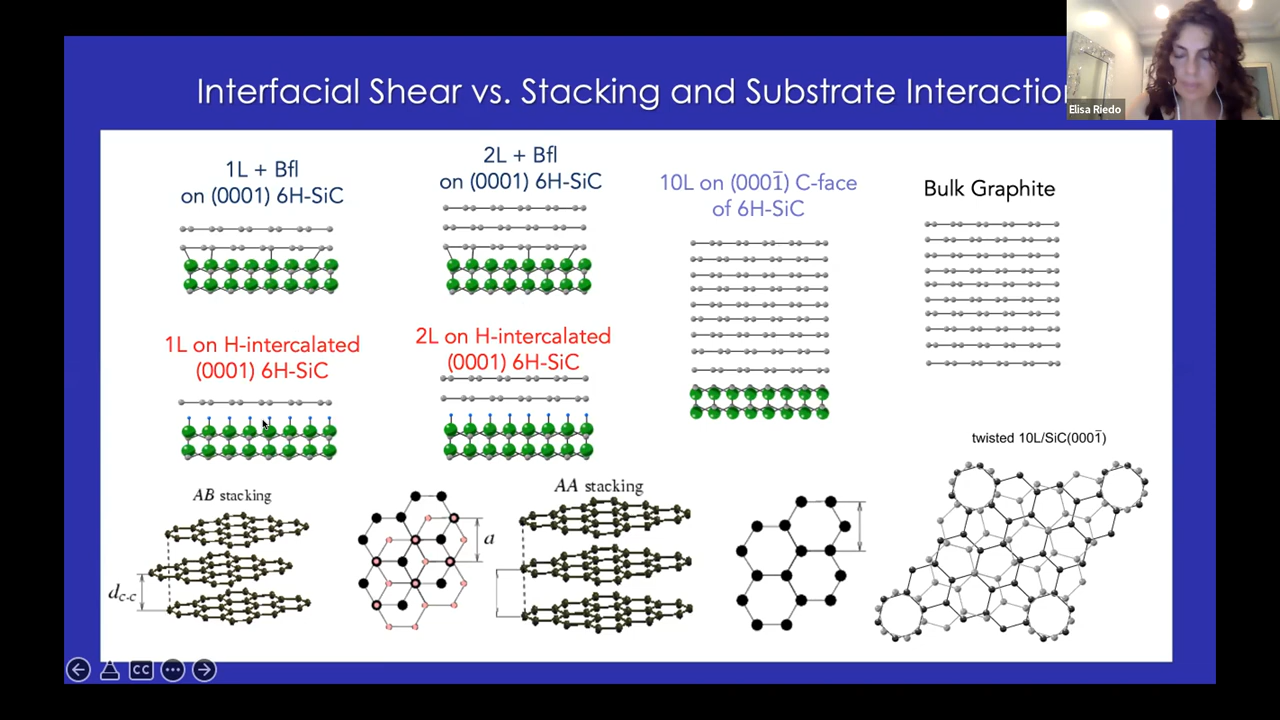 Interfacial Shear vs. Stacking and Substrate Interaction
Elisa Riedo
1L + Bfl
on (0001) 6H-SiC
2L + Bfl
on (0001) 6H-SiC
10L on (0001̅) C-face
of 6H-SiC
Bulk Graphite
1L on H-intercalated
(0001) 6H-SiC
2L on H-intercalated
(0001) 6H-SiC
twisted 10L/SiC(0001̅)
AB stacking
AA stacking
a
dC-C
CC